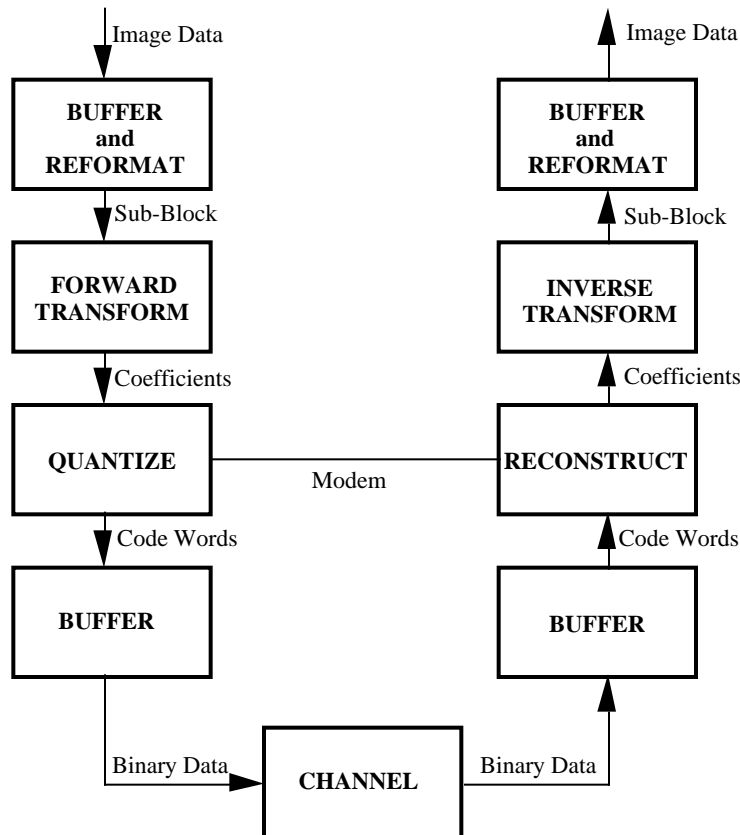 Image Data
Image Data
BUFFER
and
REFORMAT
BUFFER
and
REFORMAT
Sub-Block
Sub-Block
FORWARD
TRANSFORM
INVERSE
TRANSFORM
Coefficients
Coefficients
QUANTIZE
Modem
RECONSTRUCT
Code Words
Code Words
BUFFER
BUFFER
Binary Data
CHANNEL
Binary Data